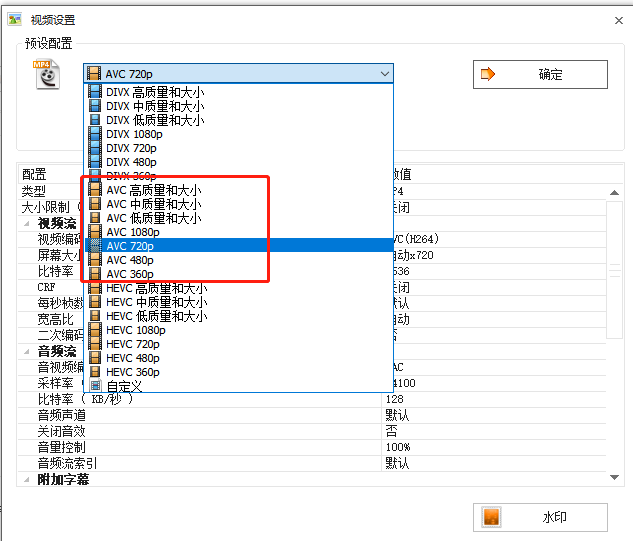 视频设置
预设配置
MP4
AVC 720p
确定
DIVX 高质量和大小
DIVX 中质量和大小
DIVX 低质量和大小
DIVX 1080p
DIVX 720p
DIVX 480p
DIVX 360p
AVC 高质量和大小
AVC 中质量和大小
AVC 低质量和大小
AVC 1080p
AVC 720p
AVC 480p
AVC 360p
HEVC 高质量和大小
HEVC 中质量和大小
HEVC 低质量和大小
HEVC 1080p
HEVC 720p
HEVC 480p
HEVC 360p
自定义
配置 数值
类型 P4
大小限制 ( 关闭
视频流
视频编码 AVC(H264)
屏幕大小 自动x720
比特率 536
CRF 关闭
每秒帧数 默认
宽高比 自动
二次编码 否
音频流
音视频编 AC
采样率 4100
比特率 ( KB/秒 ) 128
音频声道 默认
关闭音效 否
音量控制 100%
音频流索引 默认
附加字幕
水印